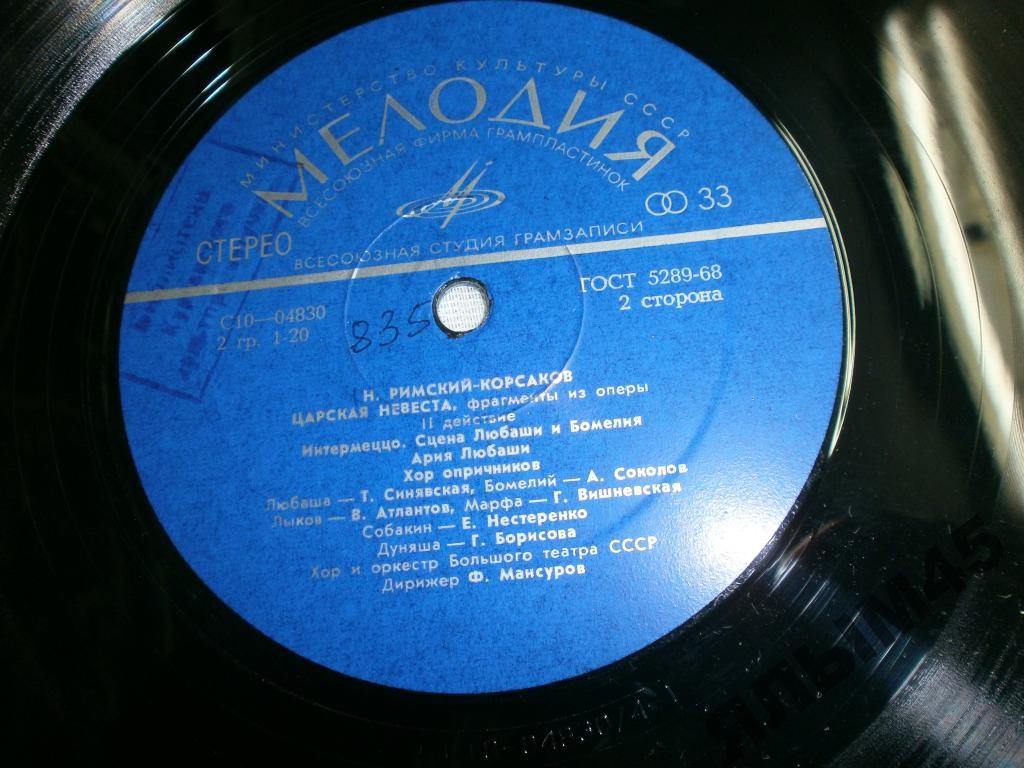 МИНИСТЕРСТВО КУЛЬТУРЫ СССР
МЕЛОДИЯ
ВСЕСОЮЗНАЯ ФИРМА ГРАМПЛАСТИНОК
СТЕРЕО
33
ВСЕСОЮЗНАЯ СТУДИЯ ГРАМЗАПИСИ
С10—04830
2 гр. 1-20
835
ГОСТ 5289-68
2 сторона
Н. РИМСКИЙ-КОРСАКОВ
ЦАРСКАЯ НЕВЕСТА, фрагменты из оперы
II действие
Интермеццо. Сцена Любаши и Бомелия
Ария Любаши
Хор опричников
Любаша — Т. Синявская, Бомелий — А. Соколов
Лыков — В. Атлантов, Марфа — Г. Вишневская
Собакин — Е. Нестеренко
Дуняша — Г. Борисова
Хор и оркестр Большого театра СССР
Дирижер Ф. Мансуров
ЯЛЫМ45